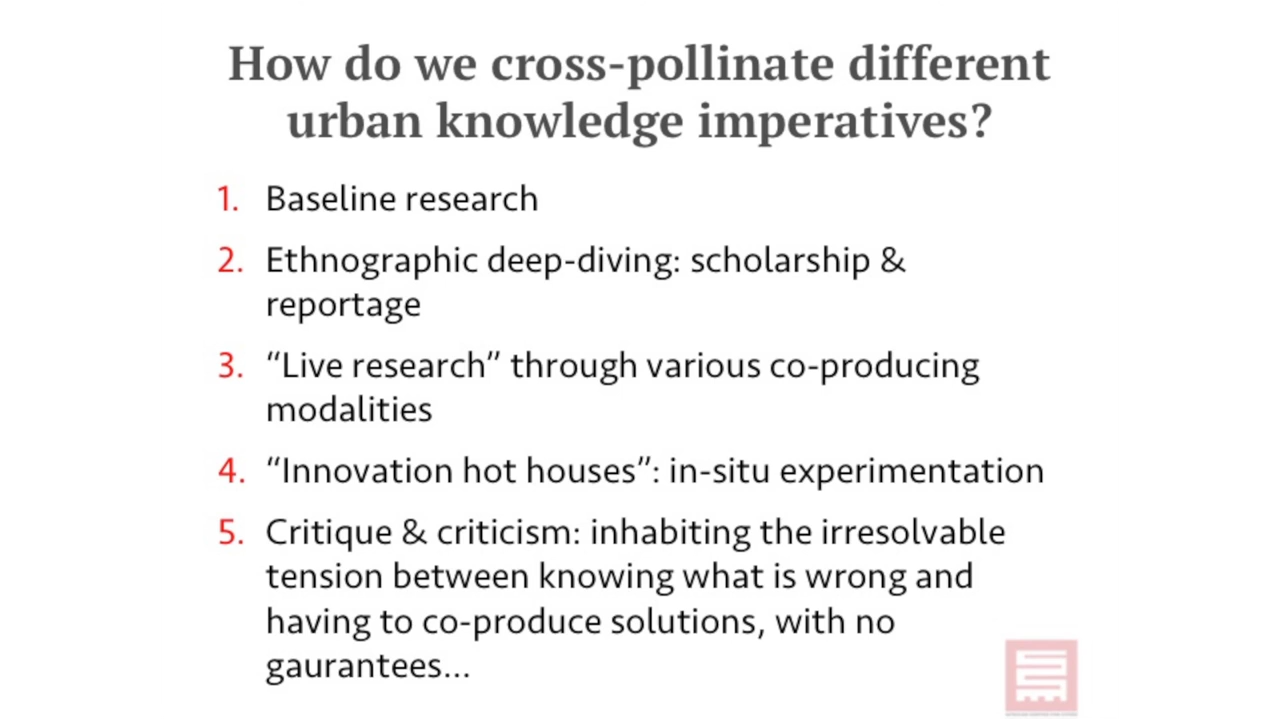 How do we cross-pollinate different
urban knowledge imperatives?
1. Baseline research
2. Ethnographic deep-diving: scholarship &
reportage
3. “Live research” through various co-producing
modalities
4. “Innovation hot houses”: in-situ experimentation
5. Critique & criticism: inhabiting the irresolvable
tension between knowing what is wrong and
having to co-produce solutions, with no
gaurantees...